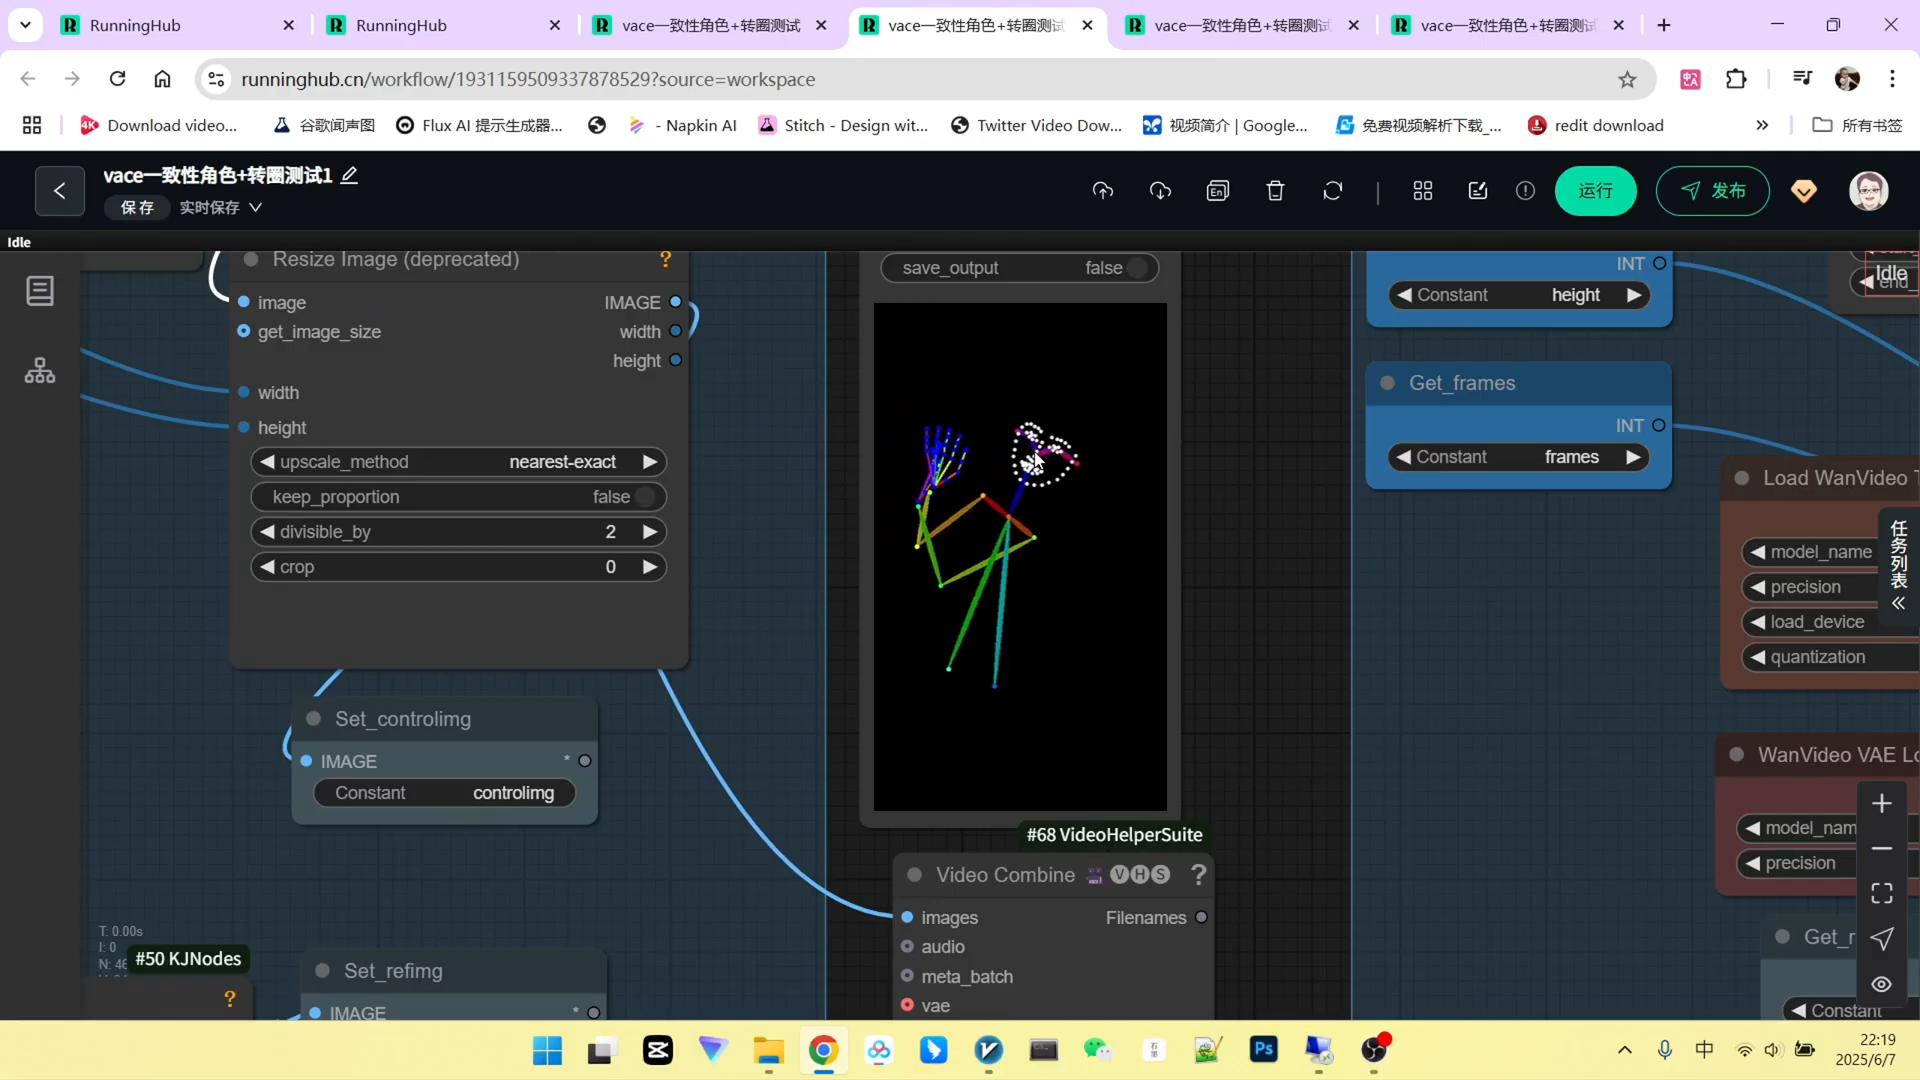 RunningHub
RunningHub
vace一致性角色+转圈测试
vace一致性角色+转圈测试
vace一致性角色+转圈测试
vace一致性角色+转圈测试
runninghub.cn/workflow/1931159509337878529?source=workspace
Download video...
谷歌闻声图
Flux AI 提示生成器...
- Napkin AI
Stitch - Design wit...
Twitter Video Dow...
视频简介 | Google...
免费视频解析下载_...
redit download
所有书签
vace一致性角色+转圈测试1
保存
实时保存
En
运行
发布
Idle
Resize Image (deprecated)
?
image
IMAGE
get_image_size
width
height
width
height
upscale_method
nearest-exact
keep_proportion
false
divisible_by
2
crop
0
Set_controlimg
IMAGE
*
Constant
controlimg
T: 0.00s
I: 0
N: 46
#50 KJNodes
?
Set_refimg
IMAGE
*
save_output
false
#68 VideoHelperSuite
Video Combine
VHS
?
images
Filenames
audio
meta_batch
vae
INT
Constant
height
Get_frames
INT
Constant
frames
Idle
end_
Load WanVideo T
model_name
precision
load_device
quantization
任务列表
WanVideo VAE Lo
model_nam
precision
Get_r
Constant
Ps
中
22:19
2025/6/7